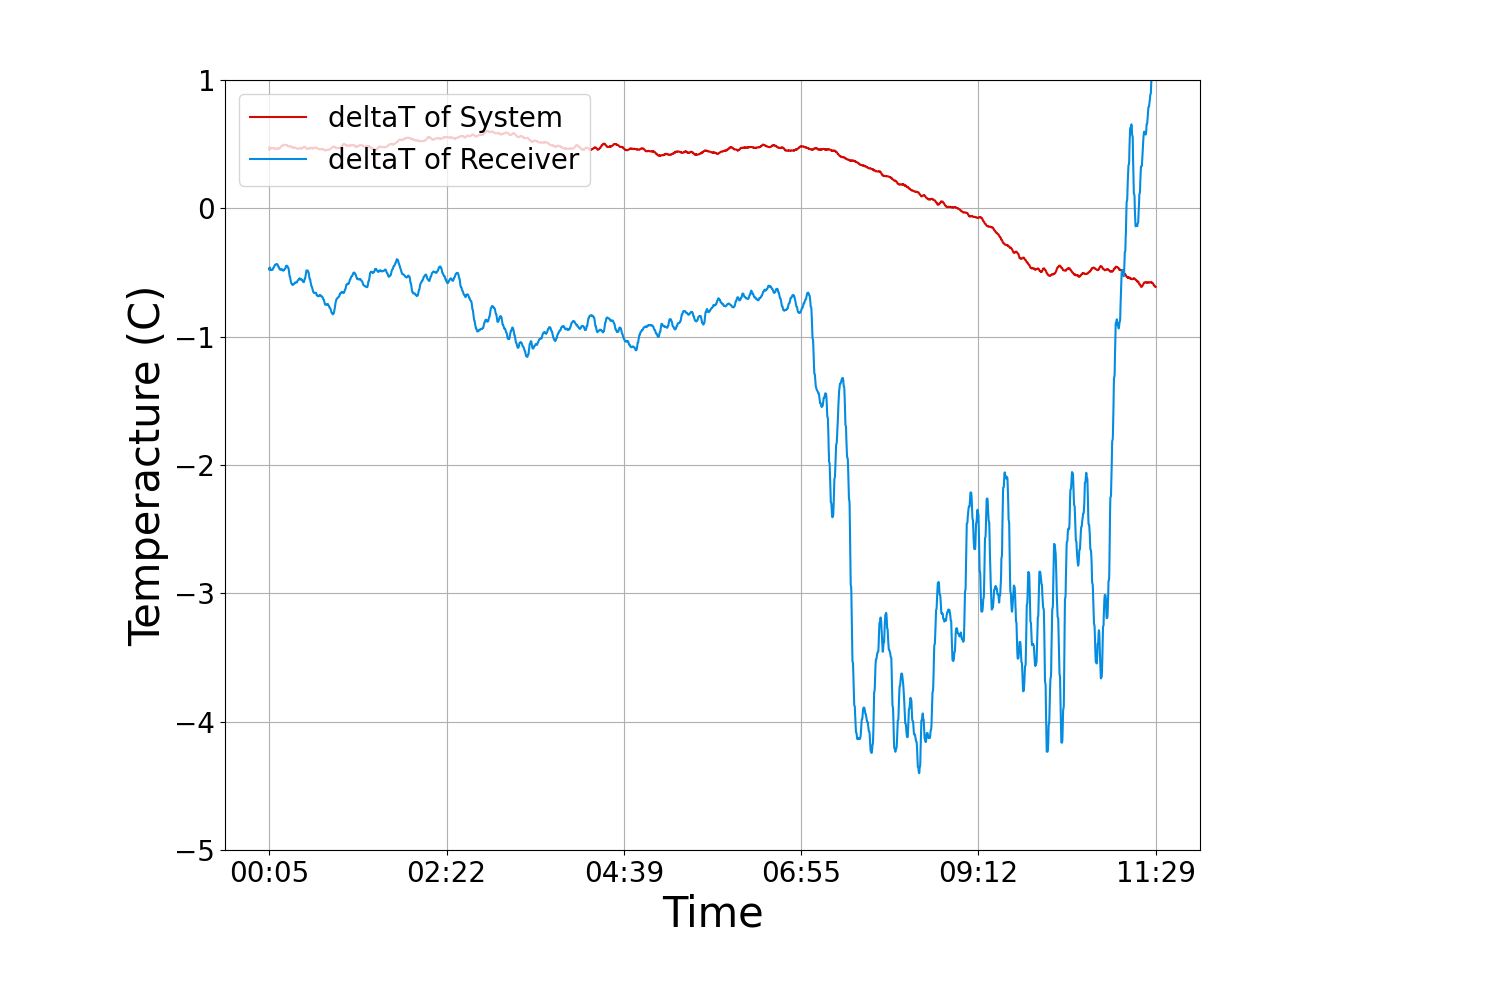 deltaT of System
deltaT of Receiver
Temperacture (C)
1
0
−1
−2
−3
−4
−5
00:05 02:22 04:39 06:55 09:12 11:29
Time